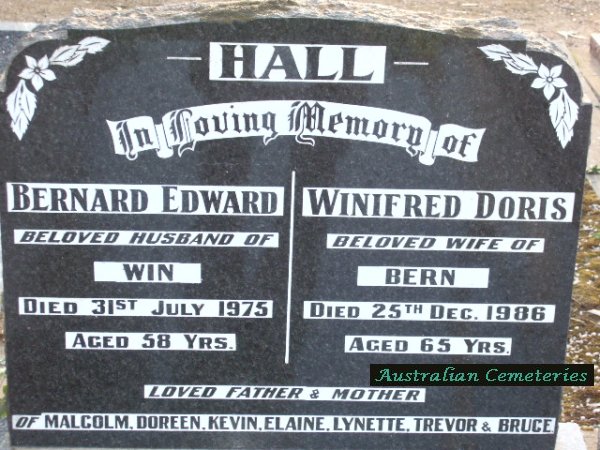 HALL
In Loving Memory of
BERNARD EDWARD
BELOVED HUSBAND OF
WIN
DIED 31ST JULY 1975
AGED 58 YRS.
WINIFRED DORIS
BELOVED WIFE OF
BERN
DIED 25TH DEC. 1986
AGED 65 YRS.
LOVED FATHER & MOTHER
OF MALCOLM, DOREEN, KEVIN, ELAINE, LYNETTE, TREVOR & BRUCE.
Australian Cemeteries